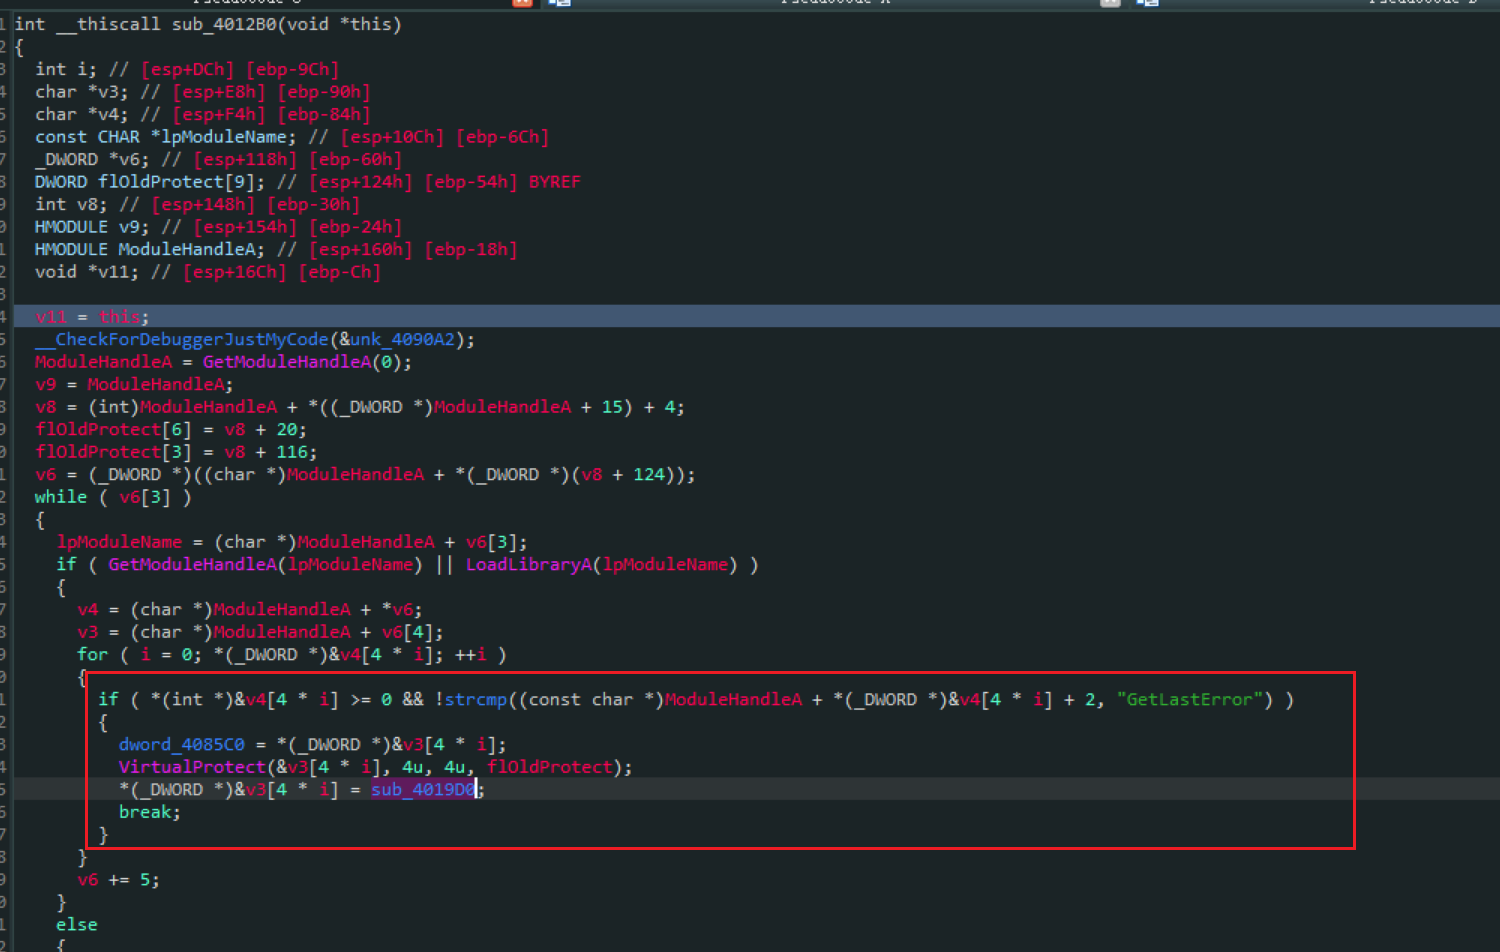 int __thiscall sub_4012B0(void *this)
{
int i; // [esp+DCh] [ebp-9Ch]
char *v3; // [esp+E8h] [ebp-90h]
char *v4; // [esp+F4h] [ebp-84h]
const CHAR *lpModuleName; // [esp+10Ch] [ebp-6Ch]
_DWORD *v6; // [esp+118h] [ebp-60h]
DWORD flOldProtect[9]; // [esp+124h] [ebp-54h] BYREF
int v8; // [esp+148h] [ebp-30h]
HMODULE v9; // [esp+154h] [ebp-24h]
HMODULE ModuleHandleA; // [esp+160h] [ebp-18h]
void *v11; // [esp+16Ch] [ebp-Ch]
v11 = this;
__CheckForDebuggerJustMyCode(&unk_4090A2);
ModuleHandleA = GetModuleHandleA(0);
v9 = ModuleHandleA;
v8 = (int)ModuleHandleA + *((_DWORD *)ModuleHandleA + 15) + 4;
flOldProtect[6] = v8 + 20;
flOldProtect[3] = v8 + 116;
v6 = (_DWORD *)((char *)ModuleHandleA + *(_DWORD *)(v8 + 124));
while ( v6[3] )
{
lpModuleName = (char *)ModuleHandleA + v6[3];
if ( GetModuleHandleA(lpModuleName) || LoadLibraryA(lpModuleName) )
{
v4 = (char *)ModuleHandleA + *v6;
v3 = (char *)ModuleHandleA + v6[4];
for ( i = 0; *(_DWORD *)&v4[4 * i]; ++i )
{
if ( *(int *)&v4[4 * i] >= 0 && !strcmp((const char *)ModuleHandleA + *(_DWORD *)&v4[4 * i] + 2, "GetLastError") )
{
dword_4085C0 = *(_DWORD *)&v3[4 * i];
VirtualProtect(&v3[4 * i], 4u, 4u, flOldProtect);
*(_DWORD *)&v3[4 * i] = sub_4019D0;
break;
}
}
v6 += 5;
}
else
{